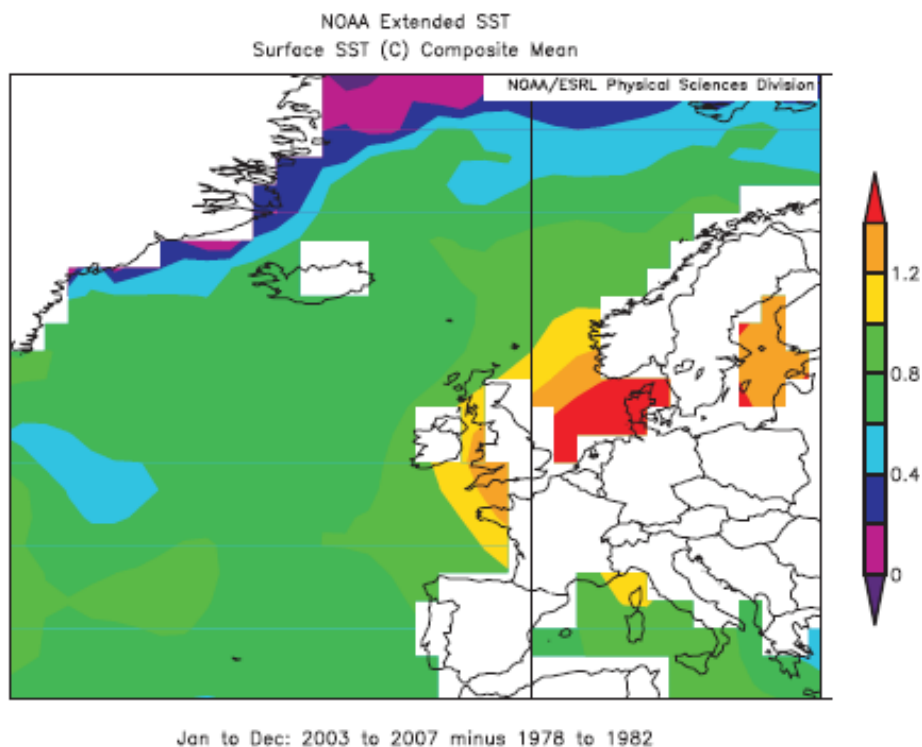 NOAA Extended SST
Surface SST (C) Composite Mean
NOAA/ESRL Physical Sciences Division
1.2
0.8
0.4
0
Jan to Dec: 2003 to 2007 minus 1978 to 1982